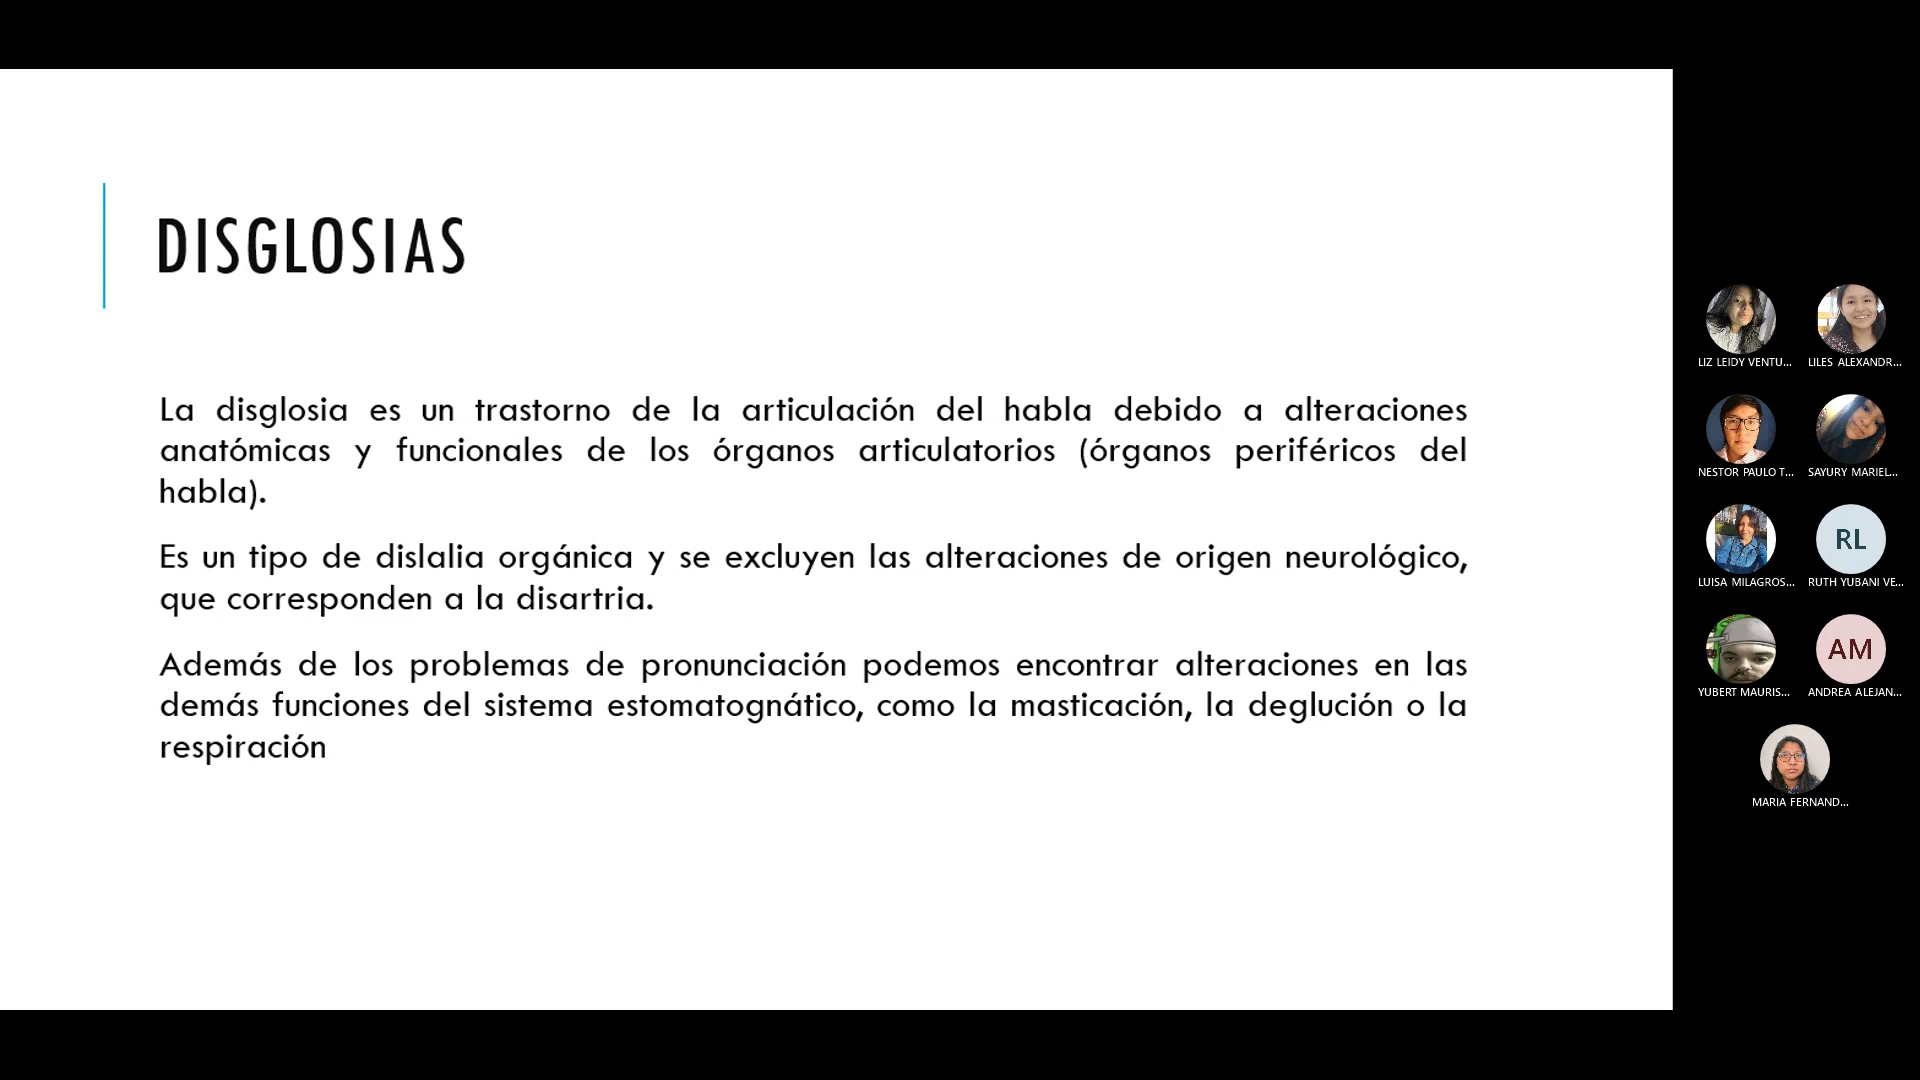 DISGLOSIAS
La disglosia es un trastorno de la articulación del habla debido a alteraciones
anatómicas y funcionales de los órganos articulatorios (órganos periféricos del
habla).
Es un tipo de dislalia orgánica y se excluyen las alteraciones de origen neurológico,
que corresponden a la disartria.
Además de los problemas de pronunciación podemos encontrar alteraciones en las
demás funciones del sistema estomatognático, como la masticación, la deglución o la
respiración
LIZ LEIDY VENTU...
LILES ALEXANDR...
NESTOR PAULO T...
SAYURY MARIEL...
LUISA MILAGROS...
RL
RUTH YUBANI VE...
YUBERT MAURIS...
AM
ANDREA ALEJAN...
MARIA FERNAND...